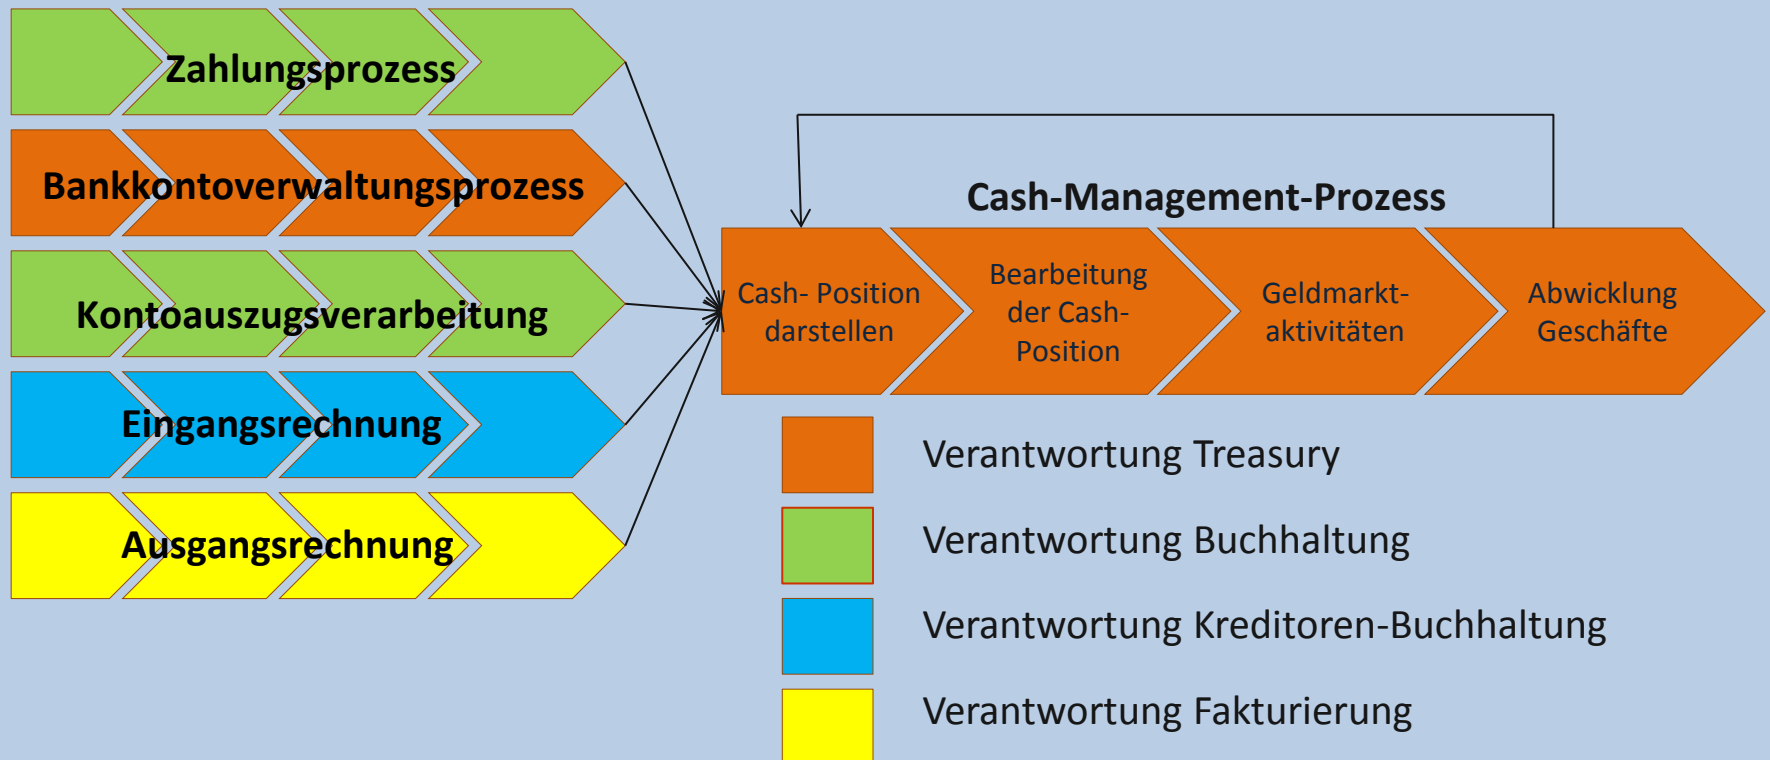 Zahlungsprozess
Bankkontoverwaltungsprozess
Kontoauszugsverarbeitung
Eingangsrechnung
Ausgangsrechnung
Cash-Management-Prozess
Cash- Position
darstellen
Bearbeitung
der Cash-
Position
Geldmarkt-
aktivitäten
Abwicklung
Geschäfte
Verantwortung Treasury
Verantwortung Buchhaltung
Verantwortung Kreditoren-Buchhaltung
Verantwortung Fakturierung